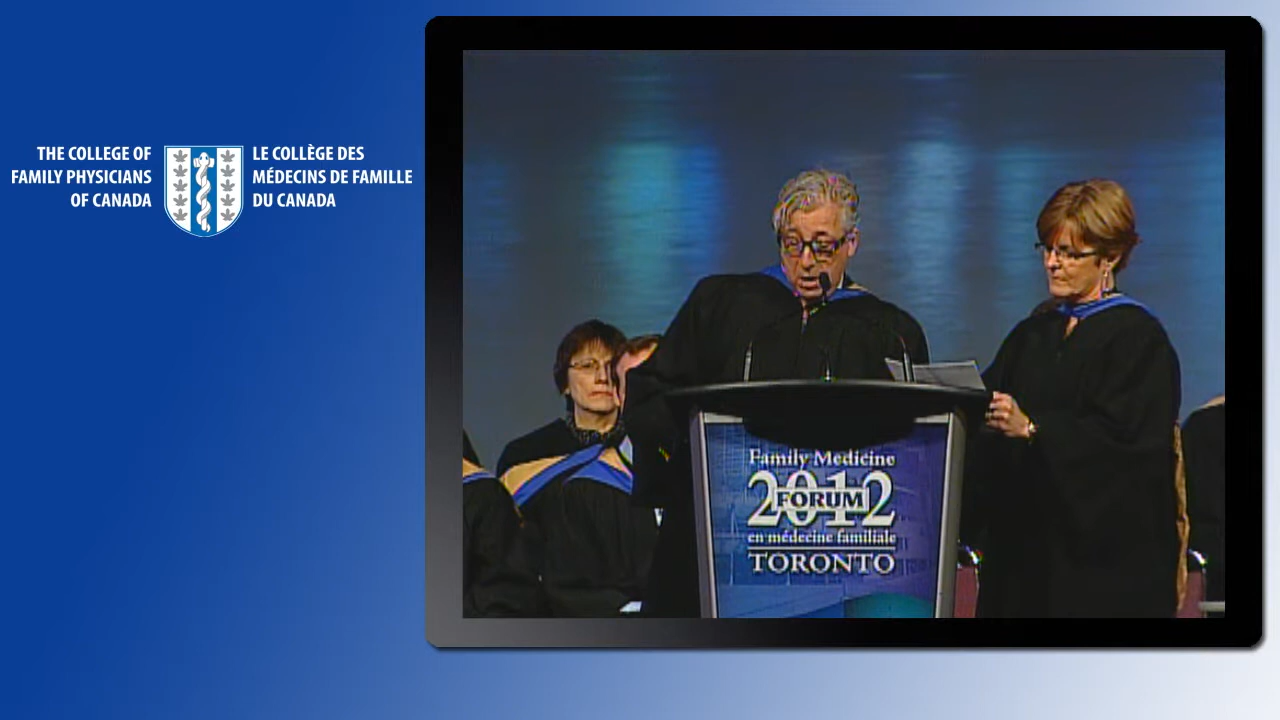 THE COLLEGE OF
FAMILY PHYSICIANS
OF CANADA
LE COLLÈGE DES
MÉDECINS DE FAMILLE
DU CANADA
Family Medicine
2012
FORUM
en médecine familiale
TORONTO